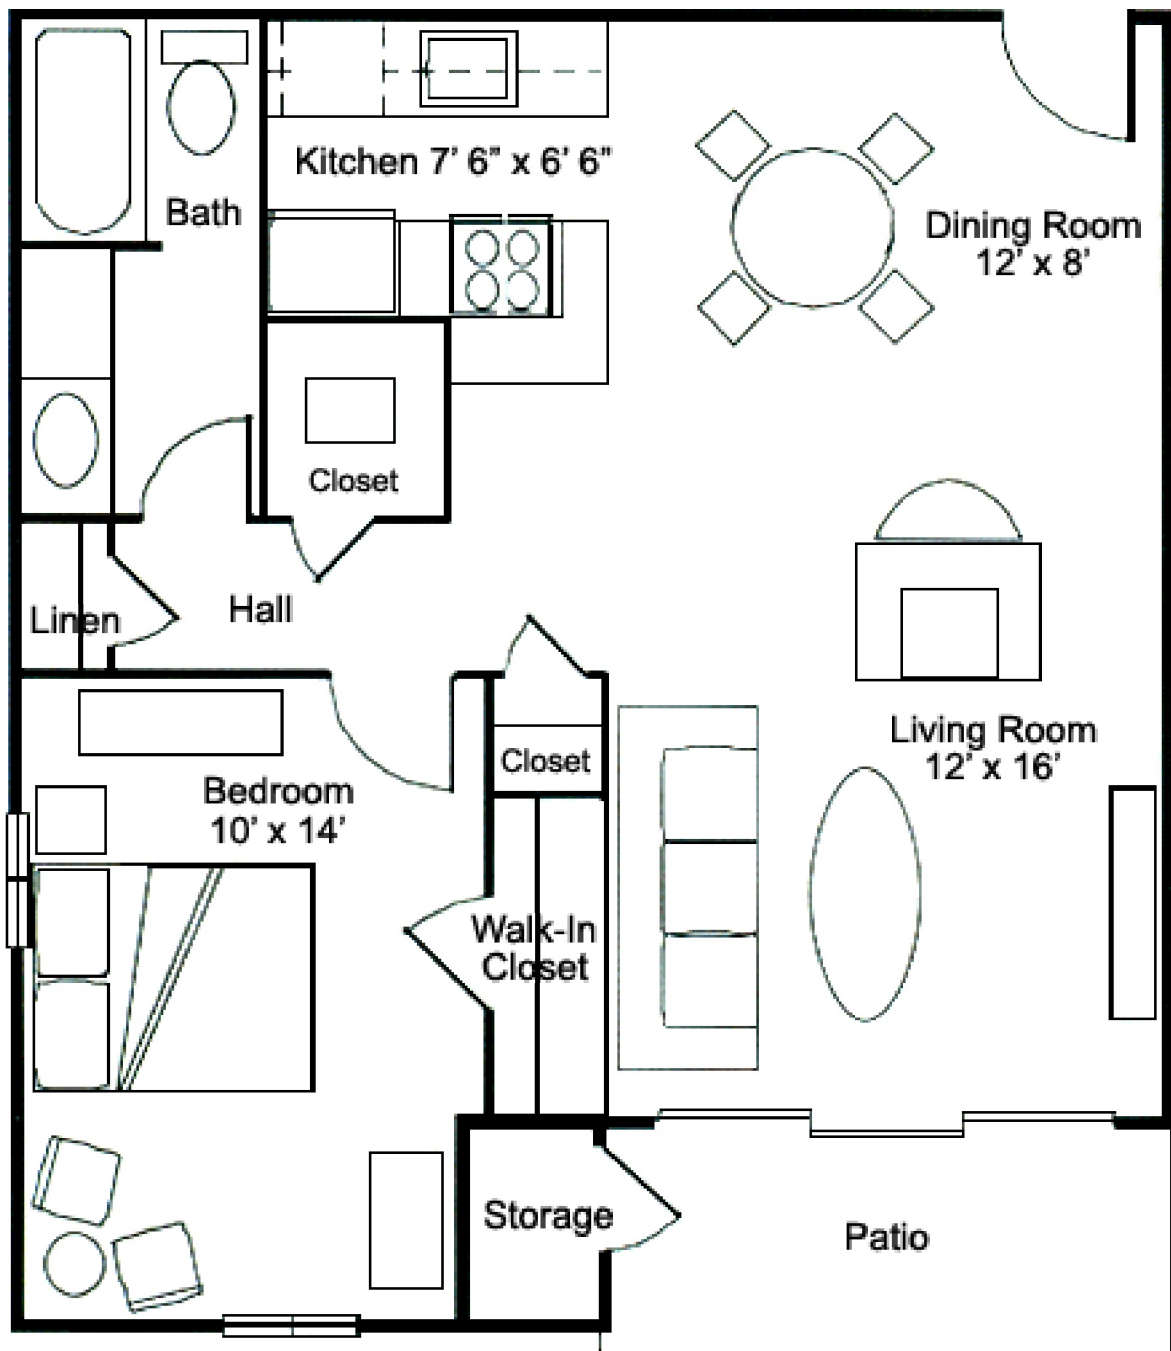 Kitchen 7’ 6” x 6’ 6”
Bath
Dining Room
12’ x 8’
Closet
Linen
Hall
Living Room
12’ x 16’
Closet
Bedroom
10’ x 14’
Walk-In
Closet
Storage
Patio